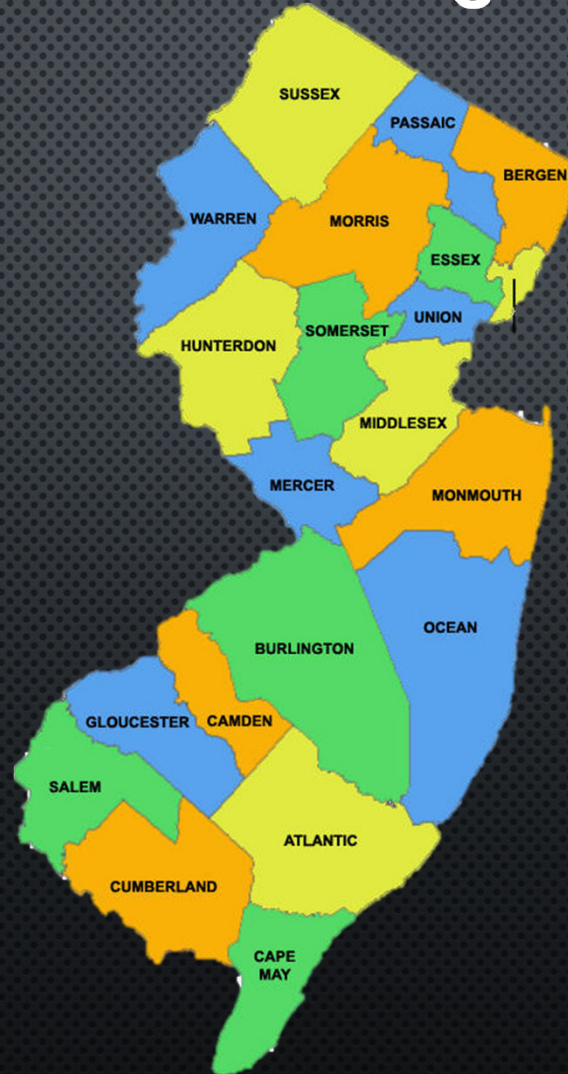 SUSSEX
PASSAIC
BERGEN
WARREN
MORRIS
ESSEX
UNION
SOMERSET
HUNTERDON
MIDDLESEX
MERCER
MONMOUTH
OCEAN
BURLINGTON
GLOUCESTER
CAMDEN
SALEM
ATLANTIC
CUMBERLAND
CAPE
MAY